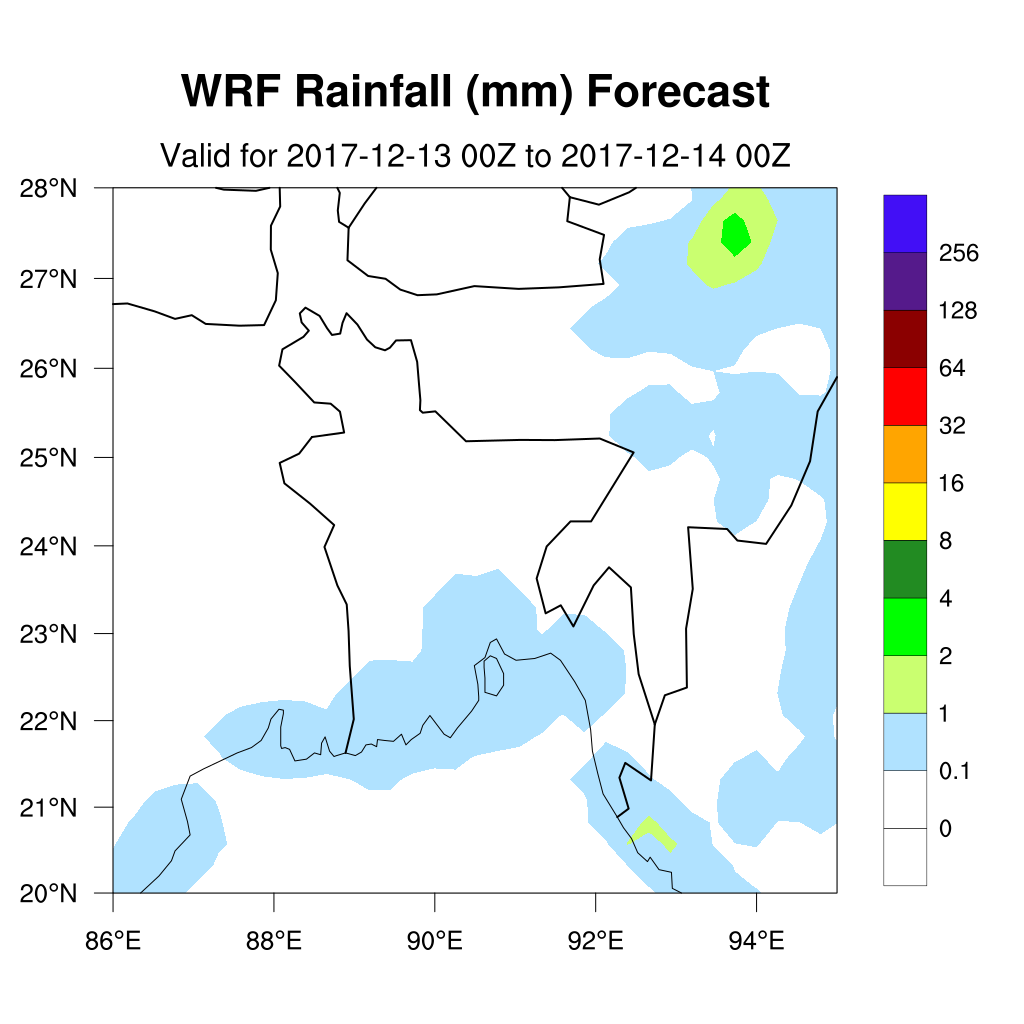 WRF Rainfall (mm) Forecast
Valid for 2017-12-13 00Z to 2017-12-14 00Z
28°N
27°N
26°N
25°N
24°N
23°N
22°N
21°N
20°N
86°E 88°E 90°E 92°E 94°E
256
128
64
32
16
8
4
2
1
0.1
0